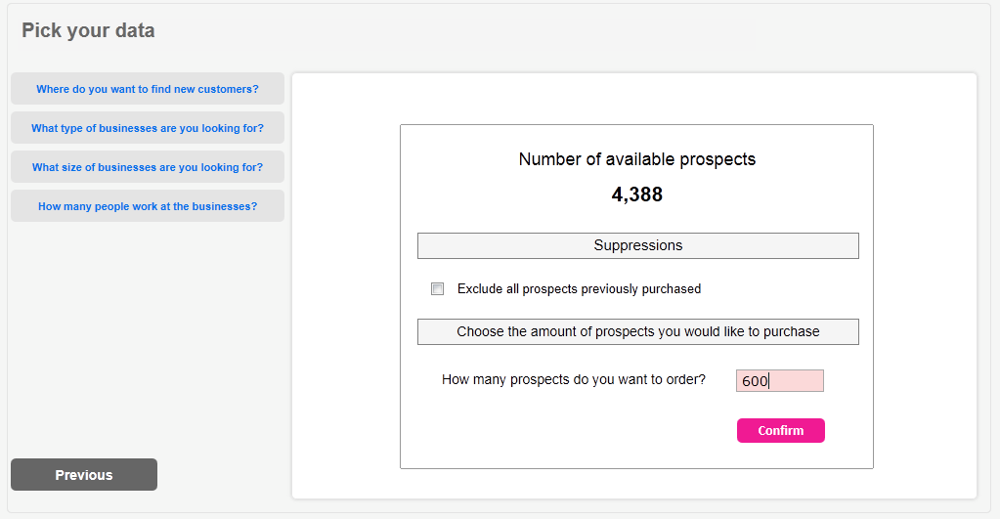 Pick your data
Where do you want to find new customers?
What type of businesses are you looking for?
What size of businesses are you looking for?
How many people work at the businesses?
Number of available prospects
4,388
Suppressions
Exclude all prospects previously purchased
Choose the amount of prospects you would like to purchase
How many prospects do you want to order? 600
Confirm
Previous